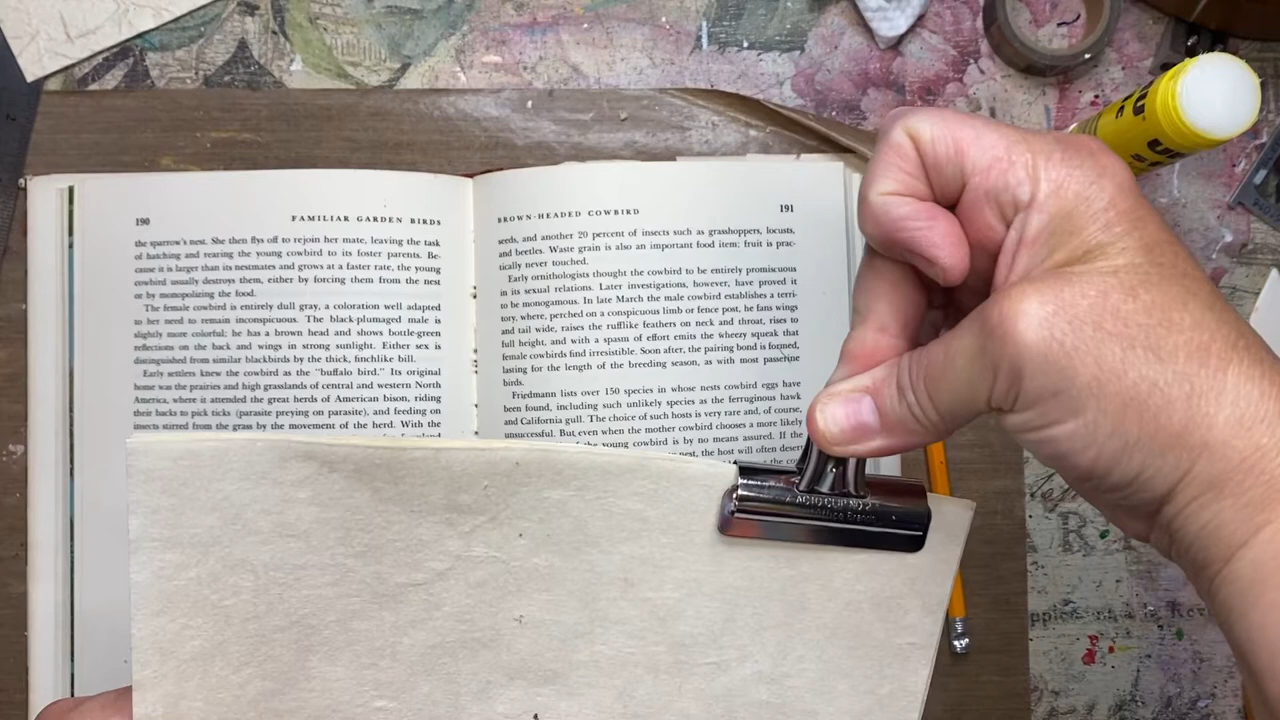 190
FAMILIAR GARDEN BIRDS
the sparrow's nest. She then flys off to rejoin her mate, leaving the task
of hatching and rearing the young cowbird to its foster parents. Be-
cause it is larger than its nestmates and grows at a faster rate, the young
cowbird usually destroys them, either by forcing them from the nest
or by monopolizing the food.
The female cowbird is entirely dull gray, a coloration well adapted
to her need to remain inconspicuous. The black-plumaged male is
slightly more colorful; he has a brown head and shows bottle-green
reflections on the back and wings in strong sunlight. Either sex is
distinguished from similar blackbirds by the thick, finchlike bill.
Early settlers knew the cowbird as the "buffalo bird." Its original
home was the prairies and high grasslands of central and western North
America, where it attended the great herds of American bison, riding
their backs to pick ticks (parasite preying on parasite), and feeding on
insects stirred from the grass by the movement of the herd. With the
BROWN-HEADED COWBIRD
191
seeds, and another 20 percent of insects such as grasshoppers, locusts,
and beetles. Waste grain is also an important food item; fruit is prac-
tically never touched.
Early ornithologists thought the cowbird to be entirely promiscuous
in its sexual relations. Later investigations, however, have proved it
to be monogamous. In late March the male cowbird establishes a terri-
tory, where, perched on a conspicuous limb or fence post, he fans wings
and tail wide, raises the rufflike feathers on neck and throat, rises to
full height, and with a spasm of effort emits the wheezy squeak that
female cowbirds find irresistible. Soon after, the pairing bond is formed,
lasting for the length of the breeding season, as with most passerine
birds.
Friedmann lists over 150 species in whose nests cowbird eggs have
been found, including such unlikely species as the ferruginous hawk
and California gull. The choice of such hosts is very rare and, of course,
unsuccessful. But even when the mother cowbird chooses a more likely
the young cowbird is by no means assured. If the
nest, the host will often desert
the
ACTO CLIP NO 2